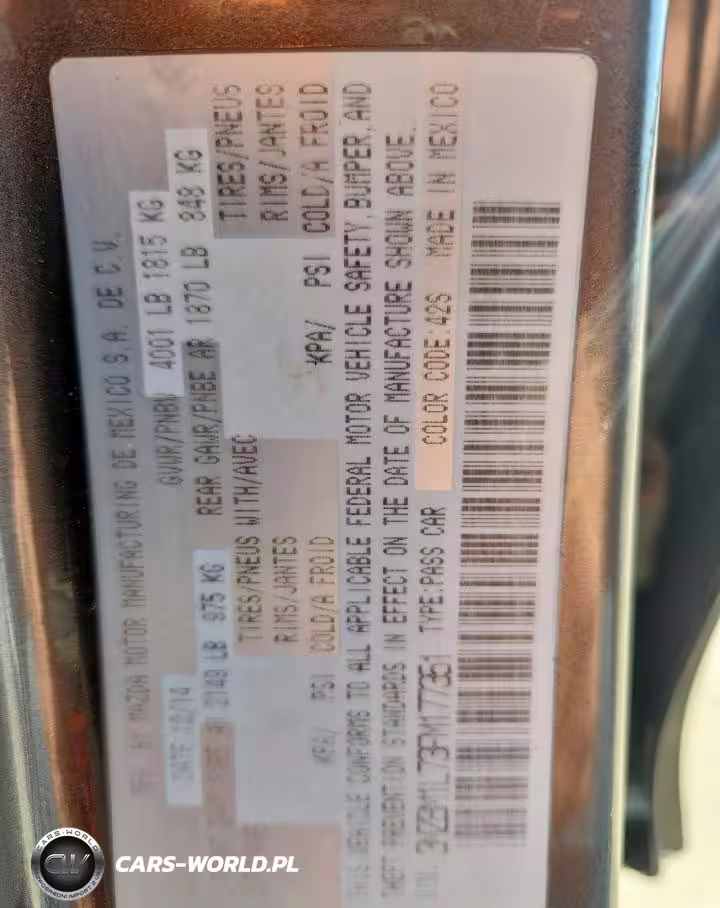 MFD BY MAZDA MOTOR MANUFACTURING DE MEXICO S.A. DE C.V.
DATE 12/14
GVWR/PNBV 4001 LB 1815 KG
2149 LB 975 KG
REAR GAWR/PNBE AR 1870 LB 848 KG
TIRES/PNEUS WITH/AVEC
TIRES/PNEUS
RIMS/JANTES
RIMS/JANTES
KPA/ PSI COLD/A FROID
KPA/ PSI COLD/A FROID
THIS VEHICLE CONFORMS TO ALL APPLICABLE FEDERAL MOTOR VEHICLE SAFETY, BUMPER, AND
THEFT PREVENTION STANDARDS IN EFFECT ON THE DATE OF MANUFACTURE SHOWN ABOVE.
TYPE:PASS CAR COLOR CODE:42S MADE IN MEXICO
CARS-WORLD
CW
CARS-WORLD.PL